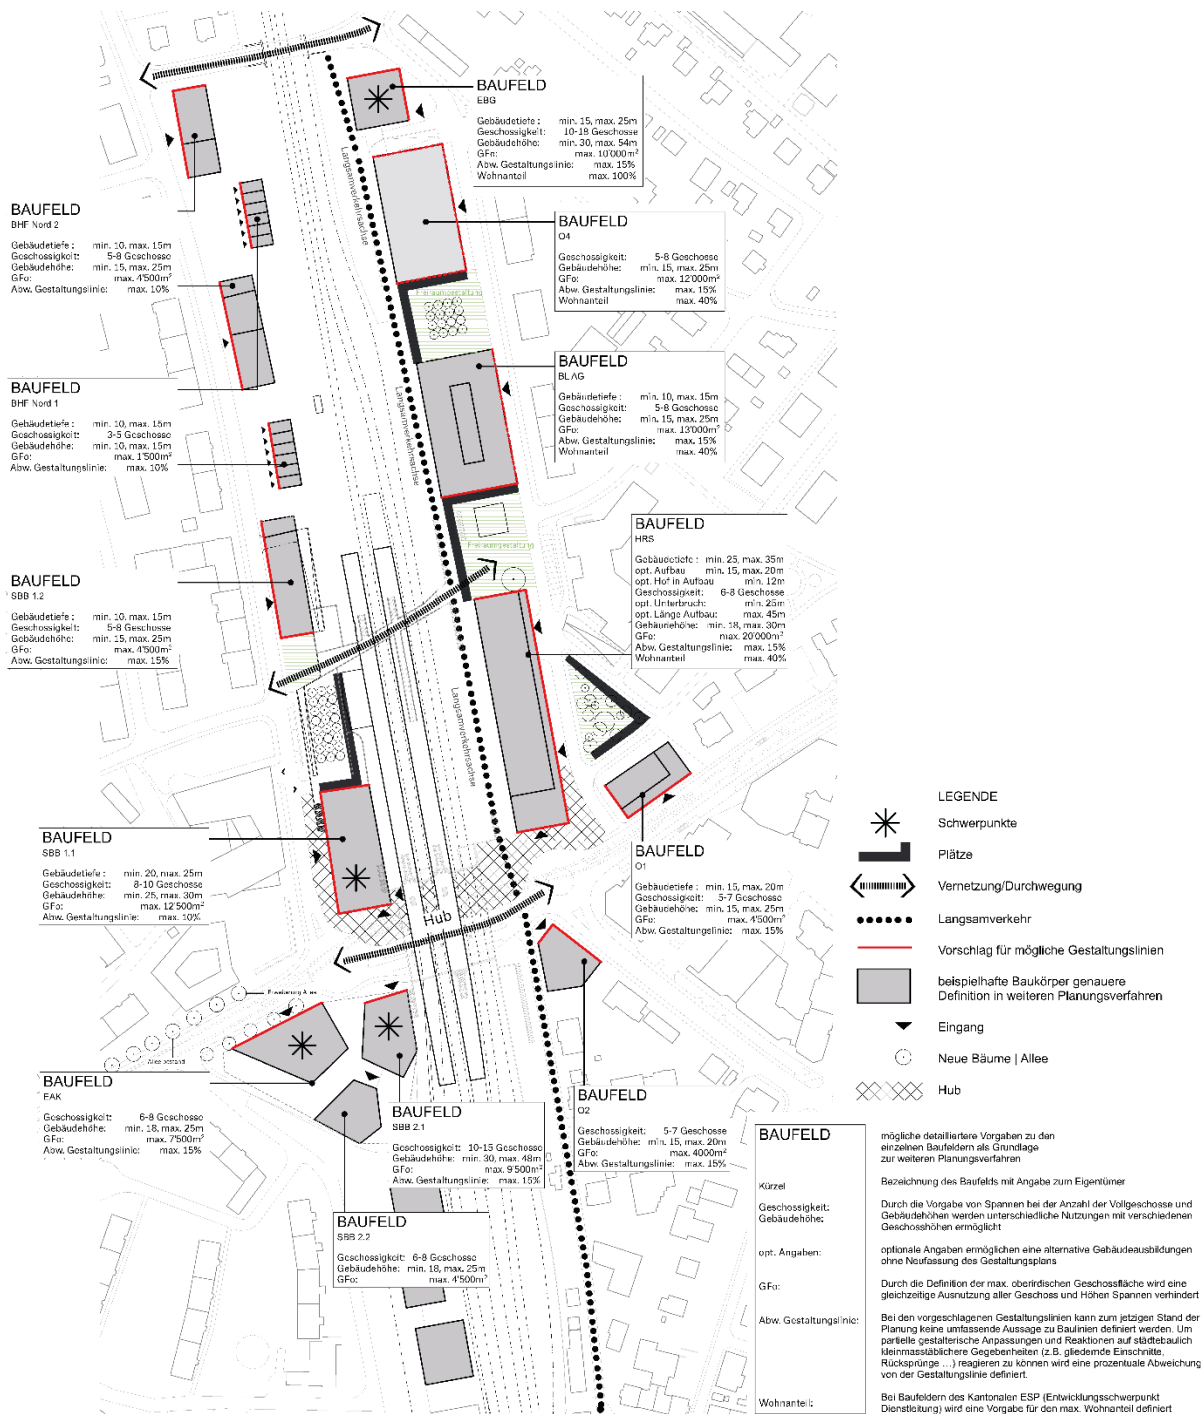 BAUFELD
EBG
Gebäudetiefe: min. 15, max. 25m
Geschossigkeit: 10-18 Geschosse
Gebäudehöhe: min. 30, max. 54m
GFo: max. 10'000m²
Abw. Gestaltungslinie: max. 15%
Wohnanteil max. 100%
Langsamverkehrsachse
BAUFELD
BHF Nord 2
Gebäudetiefe: min. 10, max. 15m
Geschossigkeit: 5-8 Geschosse
Gebäudehöhe: min. 15, max. 25m
GFo: max. 4'500m²
Abw. Gestaltungslinie: max. 10%
BAUFELD
O4
Geschossigkeit: 5-8 Geschosse
Gebäudehöhe: min. 15, max. 25m
GFo: max. 12'000m²
Abw. Gestaltungslinie: max. 15%
Wohnanteil max. 40%
Freiraumgestaltung
BAUFELD
BLAG
Gebäudetiefe: min. 10, max. 15m
Geschossigkeit: 5-8 Geschosse
Gebäudehöhe: min. 15, max. 25m
GFo: max. 13'000m²
Abw. Gestaltungslinie: max. 15%
Wohnanteil max. 40%
BAUFELD
BHF Nord 1
Gebäudetiefe: min. 10, max. 15m
Geschossigkeit: 3-5 Geschosse
Gebäudehöhe: min. 10, max. 15m
GFo: max. 1'500m²
Abw. Gestaltungslinie: max. 10%
Langsamverkehrsachse
Freiraumgestaltung
BAUFELD
HRS
Gebäudetiefe: min. 25, max. 35m
opt. Aufbau min. 15, max. 20m
opt. Hof in Aufbau min. 12m
Geschossigkeit: 6-8 Geschosse
opt. Unterbruch: min. 25m
opt. Länge Aufbau: max. 45m
Gebäudehöhe: min. 18, max. 30m
GFo: max. 20'000m²
Abw. Gestaltungslinie: max. 15%
Wohnanteil max. 40%
BAUFELD
SBB 1.2
Gebäudetiefe: min. 10, max. 15m
Geschossigkeit: 5-8 Geschosse
Gebäudehöhe: min. 15, max. 25m
GFo: max. 4'500m²
Abw. Gestaltungslinie: max. 15%
Langsamverkehrsachse
BAUFELD
SBB 1.1
Gebäudetiefe: min. 20, max. 25m
Geschossigkeit: 8-10 Geschosse
Gebäudehöhe: min. 25, max. 30m
GFo: max. 12'500m²
Abw. Gestaltungslinie: max. 10%
BAUFELD
O1
Gebäudetiefe: min. 15, max. 20m
Geschossigkeit: 5-7 Geschosse
Gebäudehöhe: min. 15, max. 25m
GFo: max. 4'500m²
Abw. Gestaltungslinie: max. 15%
Hub
Erweiterung Allee
Allee bestand
BAUFELD
EAK
Geschossigkeit: 6-8 Geschosse
Gebäudehöhe: min. 18, max. 25m
GFo: max. 7'500m²
Abw. Gestaltungslinie: max. 15%
BAUFELD
SBB 2.1
Geschossigkeit: 10-15 Geschosse
Gebäudehöhe: min. 30, max. 48m
GFo: max. 9'500m²
Abw. Gestaltungslinie: max. 15%
BAUFELD
O2
Geschossigkeit: 5-7 Geschosse
Gebäudehöhe: min. 15, max. 20m
GFo: max. 4000m²
Abw. Gestaltungslinie: max. 15%
BAUFELD
SBB 2.2
Geschossigkeit: 6-8 Geschosse
Gebäudehöhe: min. 18, max. 25m
GFo: max. 4'500m²
LEGENDE
Schwerpunkte
Plätze
Vernetzung/Durchwegung
Langsamverkehr
Vorschlag für mögliche Gestaltungslinien
beispielhafte Baukörper genauere
Definition in weiteren Planungsverfahren
Eingang
Neue Bäume | Allee
Hub
BAUFELD
mögliche detailliertere Vorgaben zu den
einzelnen Baufeldern als Grundlage
zur weiteren Planungsverfahren
Kürzel
Bezeichnung des Baufelds mit Angabe zum Eigentümer
Geschossigkeit:
Gebäudehöhe:
Durch die Vorgabe von Spannen bei der Anzahl der Vollgeschosse und
Gebäudehöhen werden unterschiedliche Nutzungen mit verschiedenen
Geschosshöhen ermöglicht
opt. Angaben:
optionale Angaben ermöglichen eine alternative Gebäudeausbildungen
ohne Neufassung des Gestaltungsplans
GFo:
Durch die Definition der max. oberirdischen Geschossfläche wird eine
gleichzeitige Ausnutzung aller Geschoss und Höhen Spannen verhindert
Abw. Gestaltungslinie:
Bei den vorgeschlagenen Gestaltungslinien kann zum jetzigen Stand der
Planung keine umfassende Aussage zu Baulinien definiert werden. Um
partielle gestalterische Anpassungen und Reaktionen auf städtebaulich
kleinmasstäblichere Gegebenheiten (z.B. gliedernde Einschnitte,
Rücksprünge ...) reagieren zu können wird eine prozentuale Abweichung
von der Gestaltungslinie definiert.
Wohnanteil:
Bei Baufeldern des Kantonalen ESP (Entwicklungsschwerpunkt
Dienstleitung) wird eine Vorgabe für den max. Wohnanteil definiert